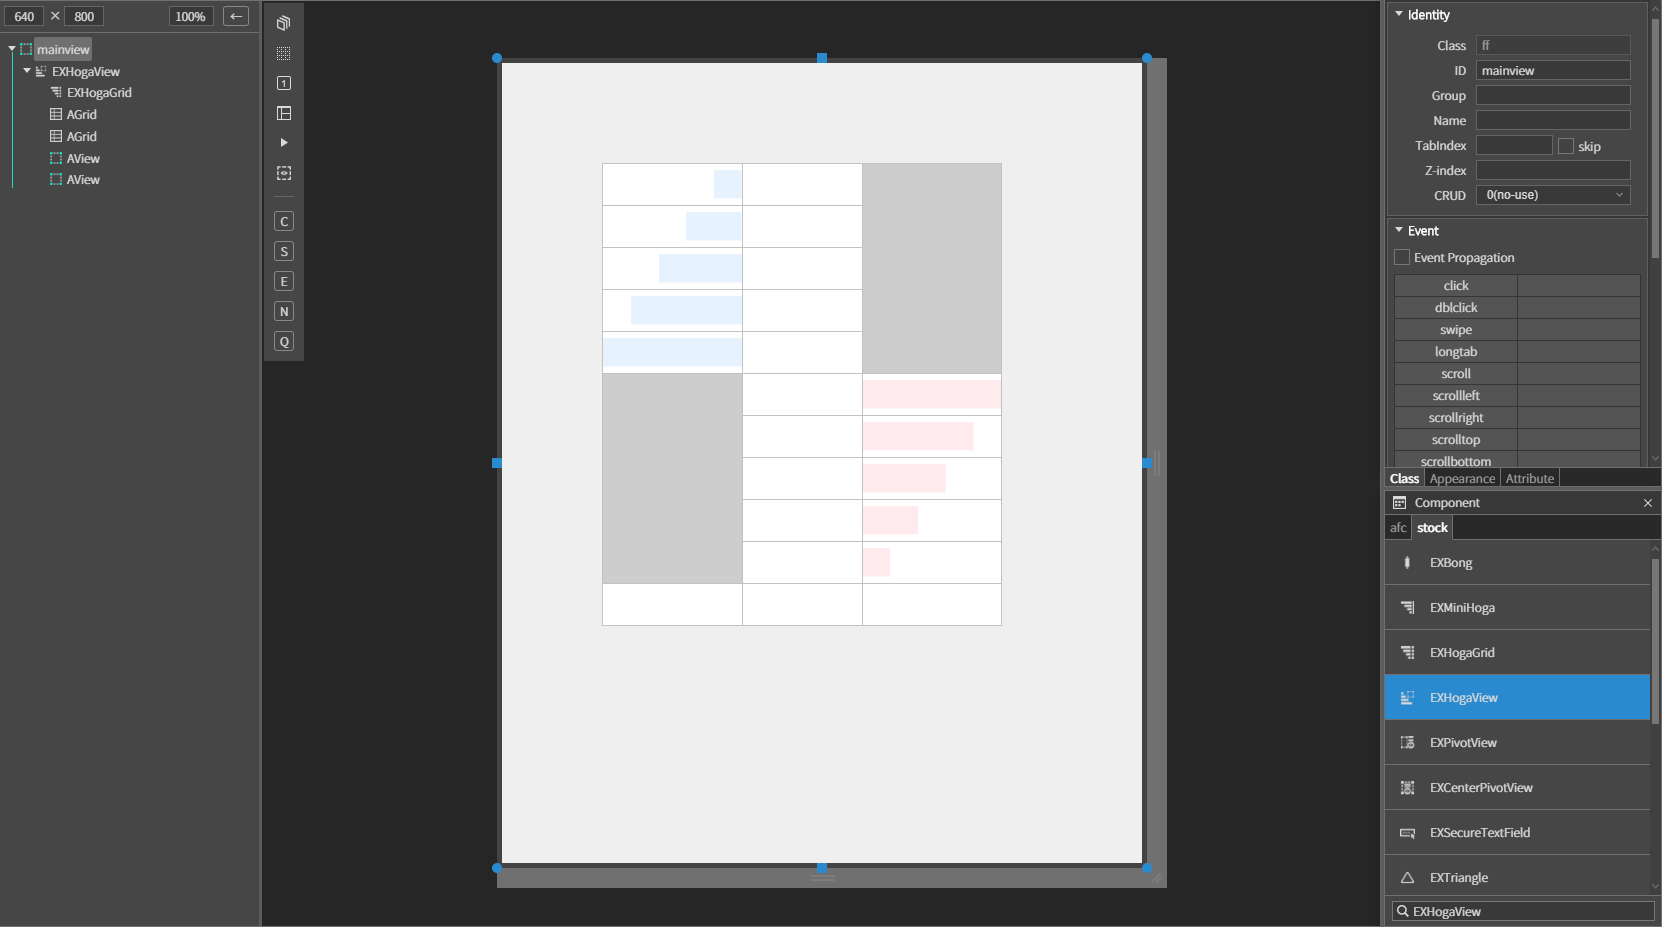 640 × 800 100% ←
mainview
EXHogaView
EXHogaGrid
AGrid
AGrid
AView
AView
1
C
S
E
N
Q
Identity
Class ff
ID mainview
Group
Name
TabIndex skip
Z-index
CRUD 0(no-use)
Event
Event Propagation
click
dblclick
swipe
longtab
scroll
scrollleft
scrollright
scrolltop
scrollbottom
Class Appearance Attribute
Component ×
afc stock
EXBong
EXMiniHoga
EXHogaGrid
EXHogaView
EXPivotView
EXCenterPivotView
EXSecureTextField
EXTriangle
EXHogaView